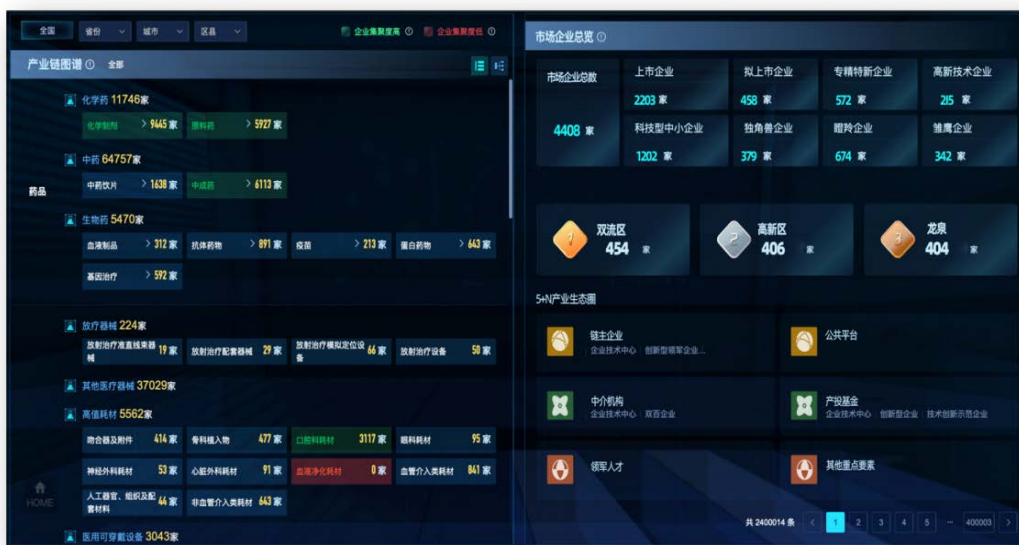 全国 省份 城市 区县 企业集聚度高 企业集聚度低
产业链图谱 全部
药品
化学药 11746家
化学制剂 > 9445 家 原料药 > 5927 家
中药 64757家
中药饮片 > 1638 家 中成药 > 6113 家
生物药 5470家
血液制品 > 312 家 抗体药物 > 891 家 疫苗 > 213 家 蛋白药物 > 643 家
基因治疗 > 592 家
放疗器械 224家
放射治疗准直线束器械 19 家 放射治疗配套器械 29 家 放射治疗模拟定位设备 66 家 放射治疗设备 50 家
其他医疗器械 37029家
高值耗材 5562家
吻合器及附件 414 家 骨科植入物 477 家 口腔科耗材 3117 家 眼科耗材 95 家
神经外科耗材 53 家 心脏外科耗材 91 家 血液净化耗材 0 家 血管介入类耗材 841 家
人工器官、组织及配套材料 44 家 非血管介入类耗材 643 家
医用可穿戴设备 3043家
HOME
市场企业总览
市场企业总数
4408 家
上市企业 拟上市企业 专精特新企业 高新技术企业
2203 家 458 家 572 家 215 家
科技型中小企业 独角兽企业 瞪羚企业 雏鹰企业
1202 家 379 家 674 家 342 家
1 双流区 454 家
2 高新区 406 家
3 龙泉 404 家
5+N产业生态圈
链主企业
企业技术中心 创新型领军企业...
公共平台
中介机构
企业技术中心 双百企业
产投基金
企业技术中心 创新型企业 技术创新示范企业
领军人才
其他重点要素
共 2400014 条 < 1 2 3 4 5 ... 400003 >